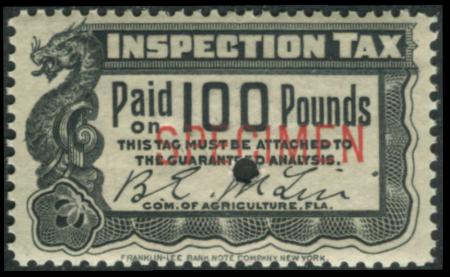 INSPECTION TAX
Paid 100 Pounds
on SPECIMEN
THIS TAG MUST BE ATTACHED TO
THE GUARANTEED ANALYSIS.
B. E. McLin
COM. OF AGRICULTURE, FLA.
FRANKLIN-LEE BANK NOTE COMPANY, NEW YORK.